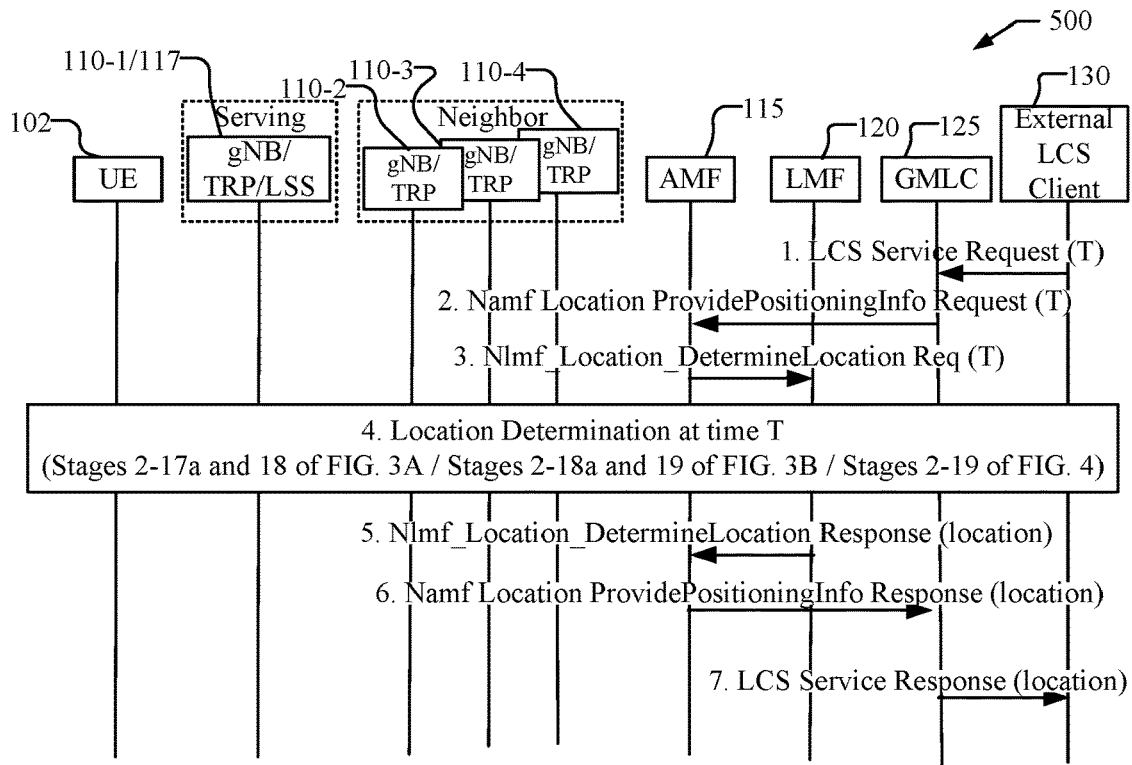 500
110-1/117
110-2
110-3
110-4
130
102
Serving
Neighbor
115
120
125
External
LCS
Client
UE
gNB/
TRP/LSS
gNB/
TRP
gNB/
TRP
gNB/
TRP
AMF
LMF
GMLC
1. LCS Service Request (T)
2. Namf Location ProvidePositioningInfo Request (T)
3. Nlmf_Location_DetermineLocation Req (T)
4. Location Determination at time T
(Stages 2-17a and 18 of FIG. 3A / Stages 2-18a and 19 of FIG. 3B / Stages 2-19 of FIG. 4)
5. Nlmf_Location_DetermineLocation Response (location)
6. Namf Location ProvidePositioningInfo Response (location)
7. LCS Service Response (location)